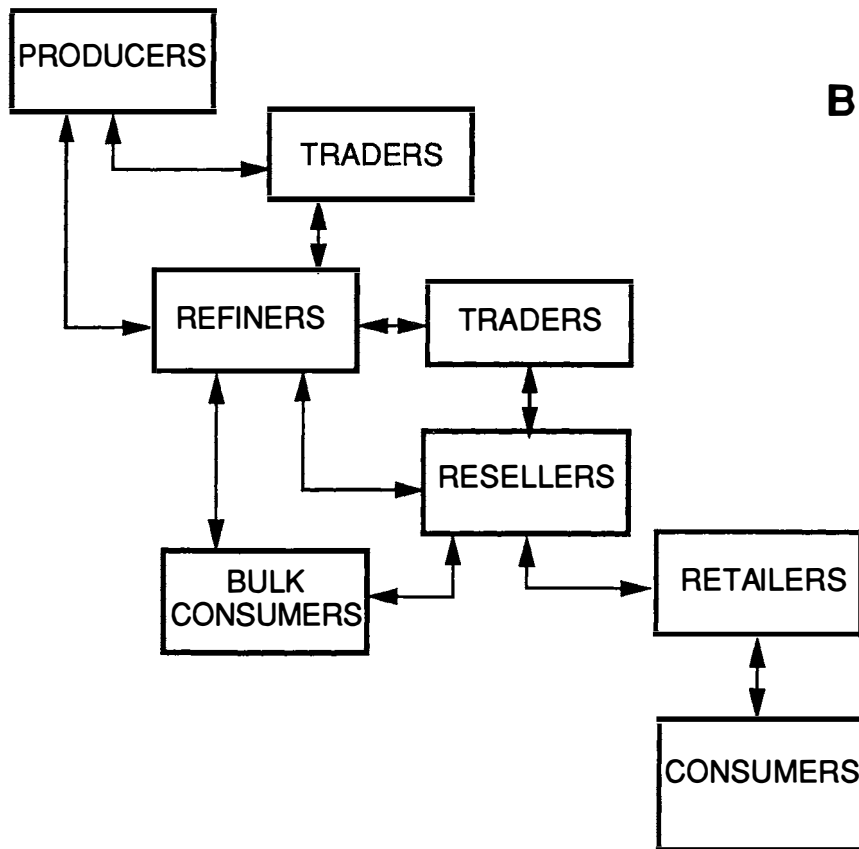 PRODUCERS
B
TRADERS
REFINERS
TRADERS
RESELLERS
BULK
CONSUMERS
RETAILERS
CONSUMERS